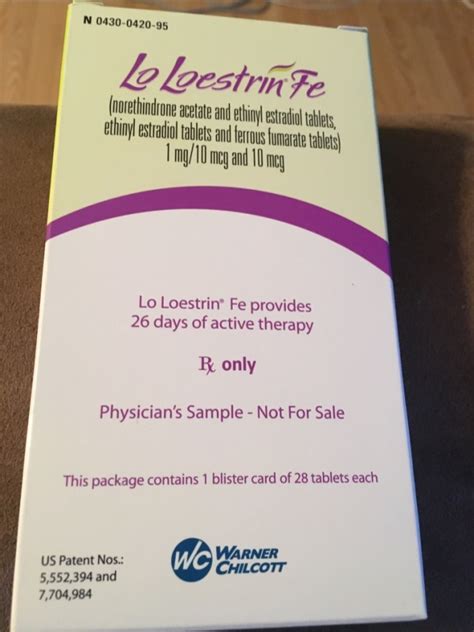 N 0430-0420-95
Lo Loestrin Fe
(norethindrone acetate and ethinyl estradiol tablets,
ethinyl estradiol tablets and ferrous fumarate tablets)
1 mg/10 mcg and 10 mcg
Lo Loestrin® Fe provides
26 days of active therapy
℞ only
Physician's Sample - Not For Sale
This package contains 1 blister card of 28 tablets each
US Patent Nos.:
5,552,394 and
7,704,984
WC WARNER
CHILCOTT